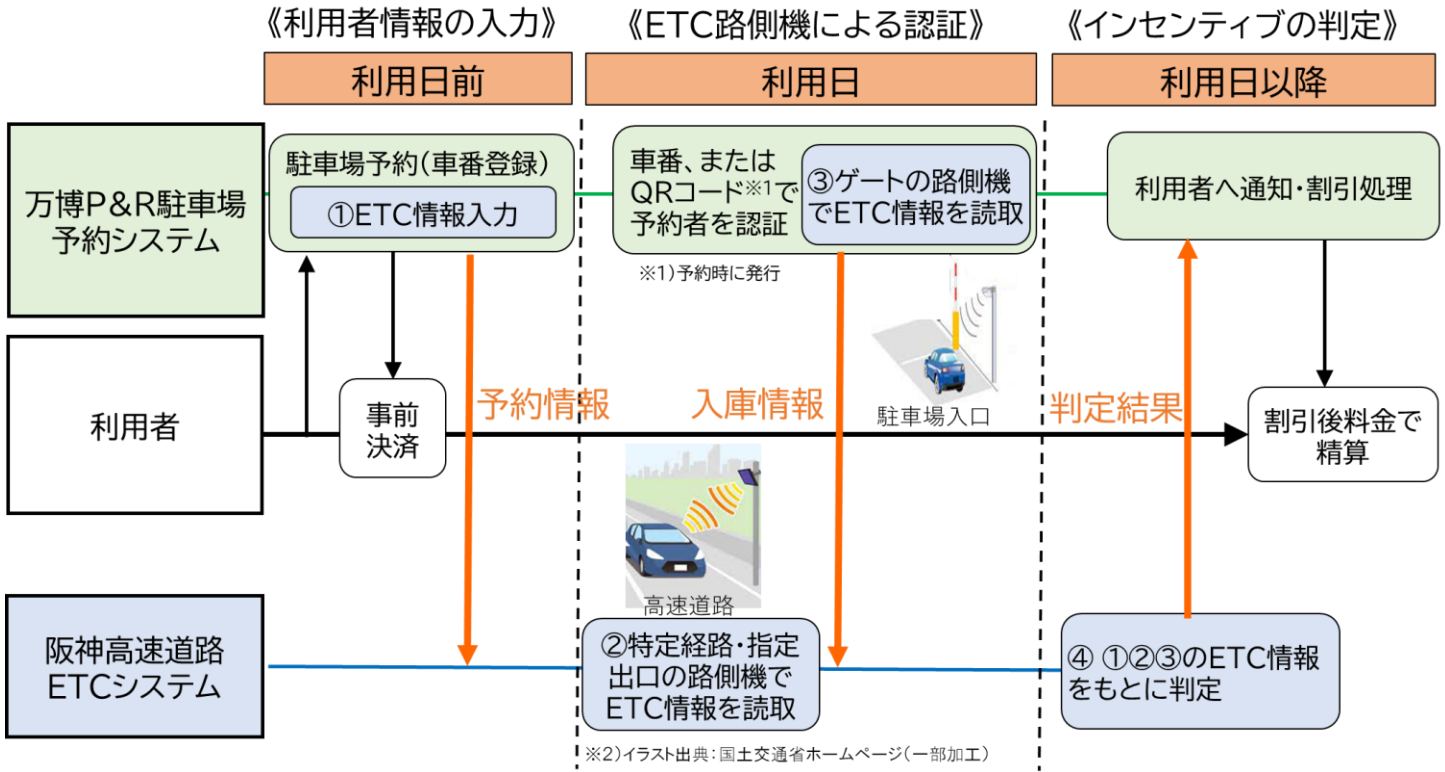 《利用者情報の入力》
《ETC路側機による認証》
《インセンティブの判定》
利用日前
利用日
利用日以降
万博P&R駐車場
予約システム
駐車場予約(車番登録)
①ETC情報入力
車番、または
QRコード※1で
予約者を認証
③ゲートの路側機
でETC情報を読取
利用者へ通知・割引処理
※1)予約時に発行
利用者
事前
決済
予約情報
入庫情報
駐車場入口
判定結果
割引後料金で
精算
高速道路
阪神高速道路
ETCシステム
②特定経路・指定
出口の路側機で
ETC情報を読取
④ ①②③のETC情報
をもとに判定
※2)イラスト出典:国土交通省ホームページ(一部加工)